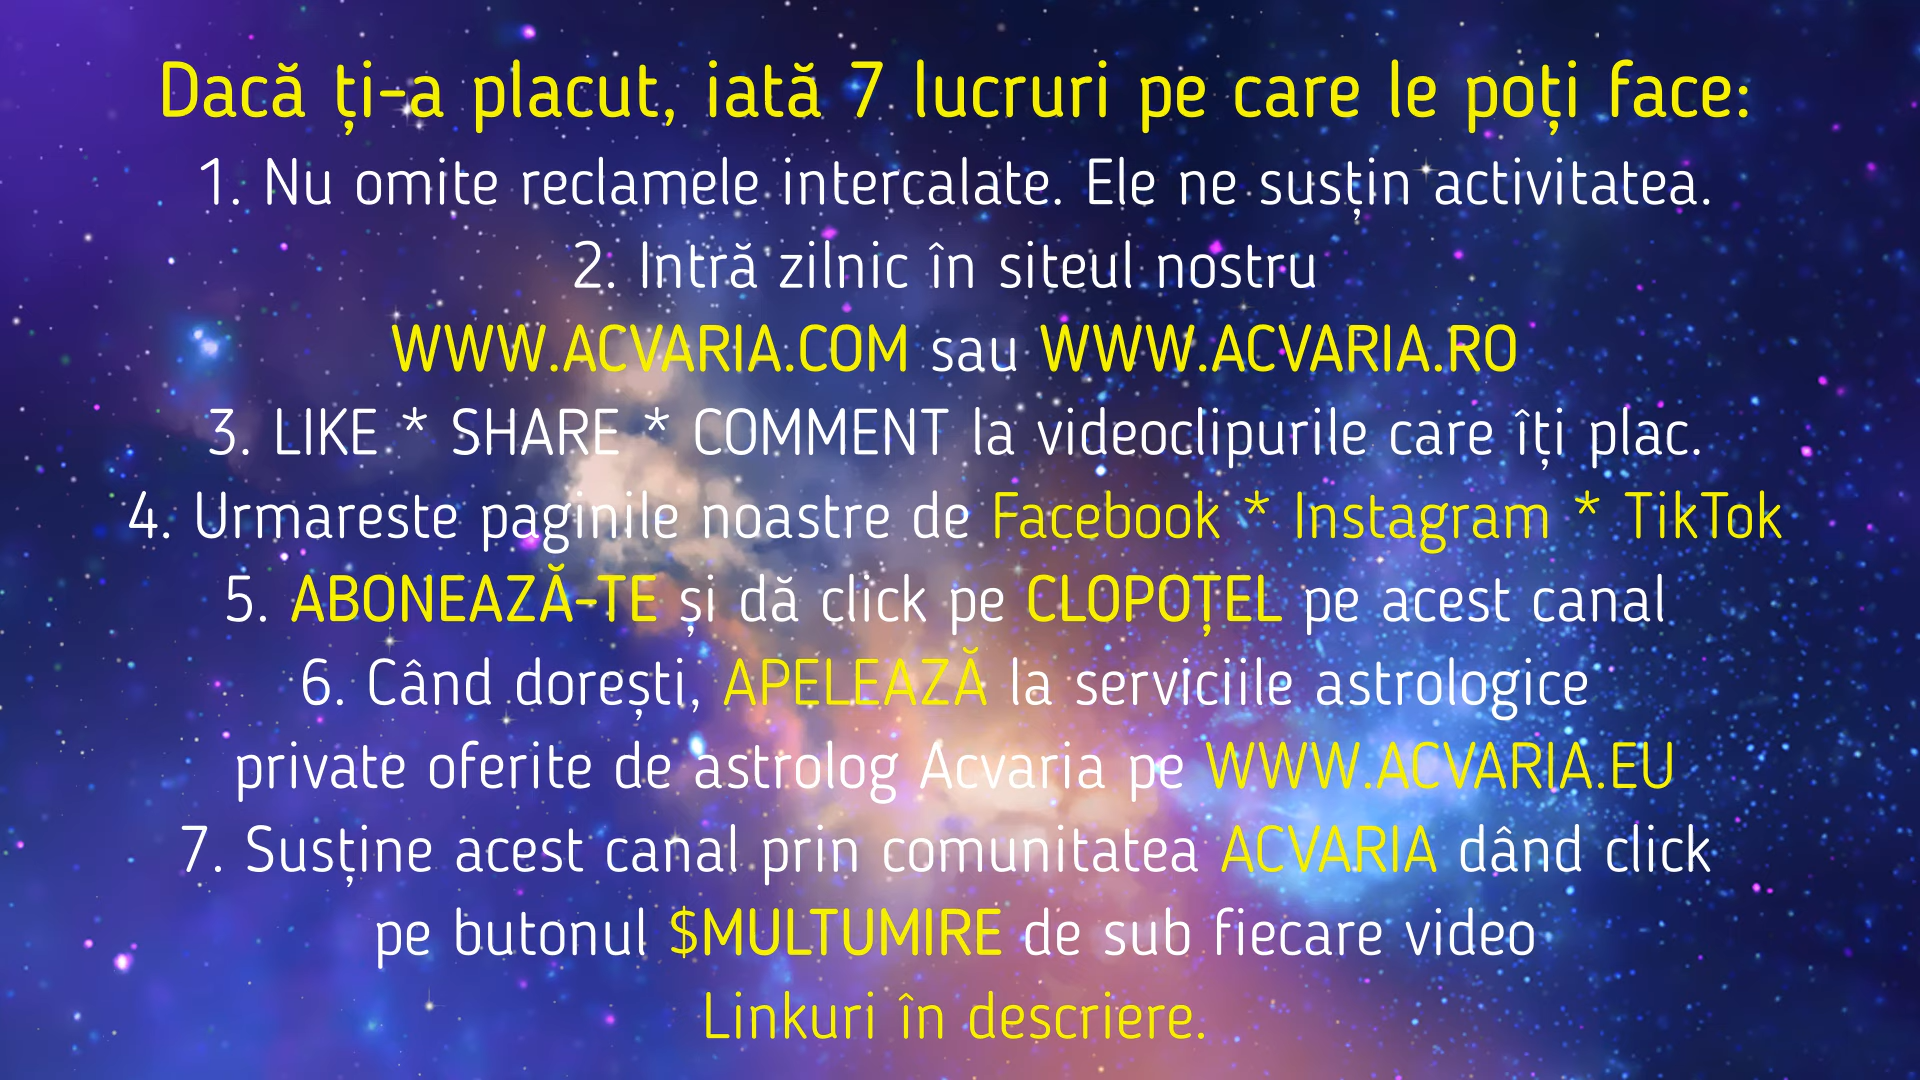 Dacă ți-a placut, iată 7 lucruri pe care le poți face:
1. Nu omite reclamele intercalate. Ele ne susțin activitatea.
2. Intră zilnic în siteul nostru
WWW.ACVARIA.COM sau WWW.ACVARIA.RO
3. LIKE * SHARE * COMMENT la videoclipurile care îți plac.
4. Urmareste paginile noastre de Facebook * Instagram * TikTok
5. ABONEAZĂ-TE și dă click pe CLOPOȚEL pe acest canal
6. Când dorești, APELEAZĂ la serviciile astrologice
private oferite de astrolog Acvaria pe WWW.ACVARIA.EU
7. Susține acest canal prin comunitatea ACVARIA dând click
pe butonul $MULTUMIRE de sub fiecare video
Linkuri în descriere.